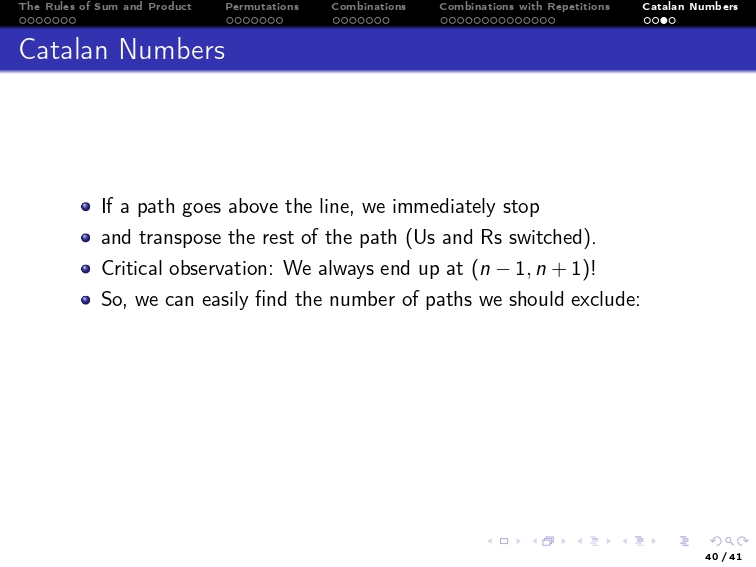 The Rules of Sum and Product Permutations Combinations Combinations with Repetitions Catalan Numbers
Catalan Numbers
If a path goes above the line, we immediately stop
and transpose the rest of the path (Us and Rs switched).
Critical observation: We always end up at (n − 1, n + 1)!
So, we can easily find the number of paths we should exclude:
40 / 41